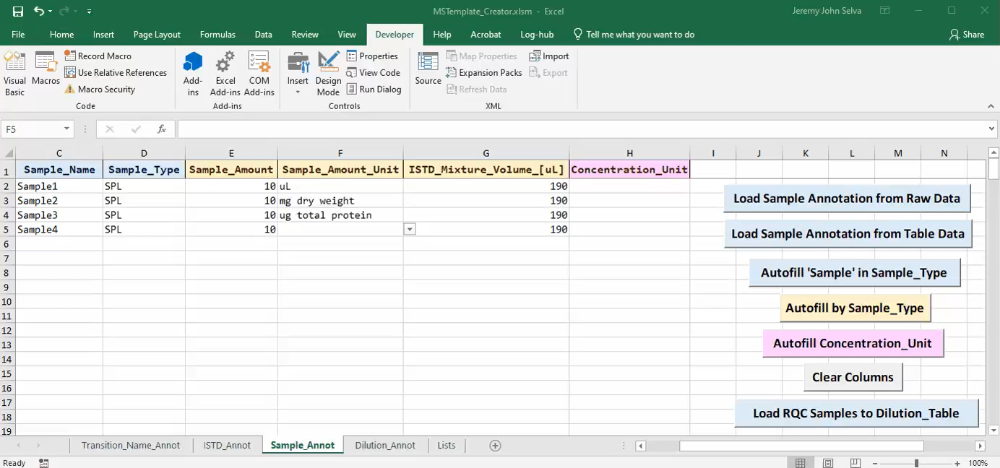 MSTemplate_Creator.xlsm - Excel
Jeremy John Selva
File Home Insert Page Layout Formulas Data Review View Developer Help Acrobat Log-hub Tell me what you want to do Share
Visual Basic
Macros
Record Macro
Use Relative References
Macro Security
Code
Add-ins
Excel Add-ins
COM Add-ins
Add-ins
Insert
Design Mode
Properties
View Code
Run Dialog
Controls
Source
Map Properties
Expansion Packs
Refresh Data
Import
Export
XML
F5
fx
C D E F G H I J K L M N
1 Sample_Name Sample_Type Sample_Amount Sample_Amount_Unit ISTD_Mixture_Volume_[uL] Concentration_Unit
2 Sample1 SPL 10 uL 190
3 Sample2 SPL 10 mg dry weight 190
4 Sample3 SPL 10 ug total protein 190
5 Sample4 SPL 10 190
6
7
8
9
10
11
12
13
14
15
16
17
18
19
Load Sample Annotation from Raw Data
Load Sample Annotation from Table Data
Autofill 'Sample' in Sample_Type
Autofill by Sample_Type
Autofill Concentration_Unit
Clear Columns
Load RQC Samples to Dilution_Table
Transition_Name_Annot ISTD_Annot Sample_Annot Dilution_Annot Lists
Ready
100%